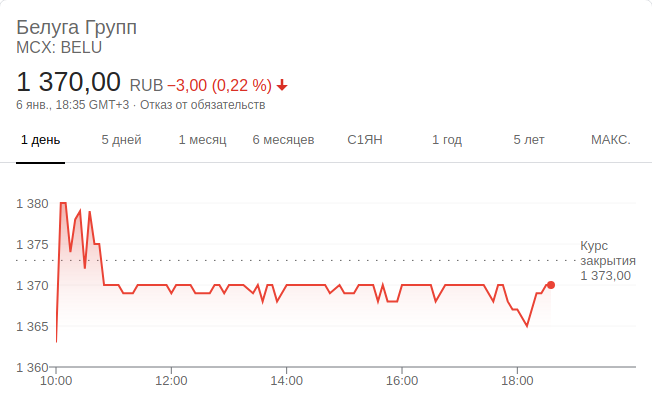 Белуга Групп
MCX: BELU
1 370,00 RUB −3,00 (0,22 %)
6 янв., 18:35 GMT+3 · Отказ от обязательств
1 день 5 дней 1 месяц 6 месяцев С1ЯН 1 год 5 лет МАКС.
1 380
1 375
1 370
1 365
1 360
Курс
закрытия
1 373,00
10:00 12:00 14:00 16:00 18:00